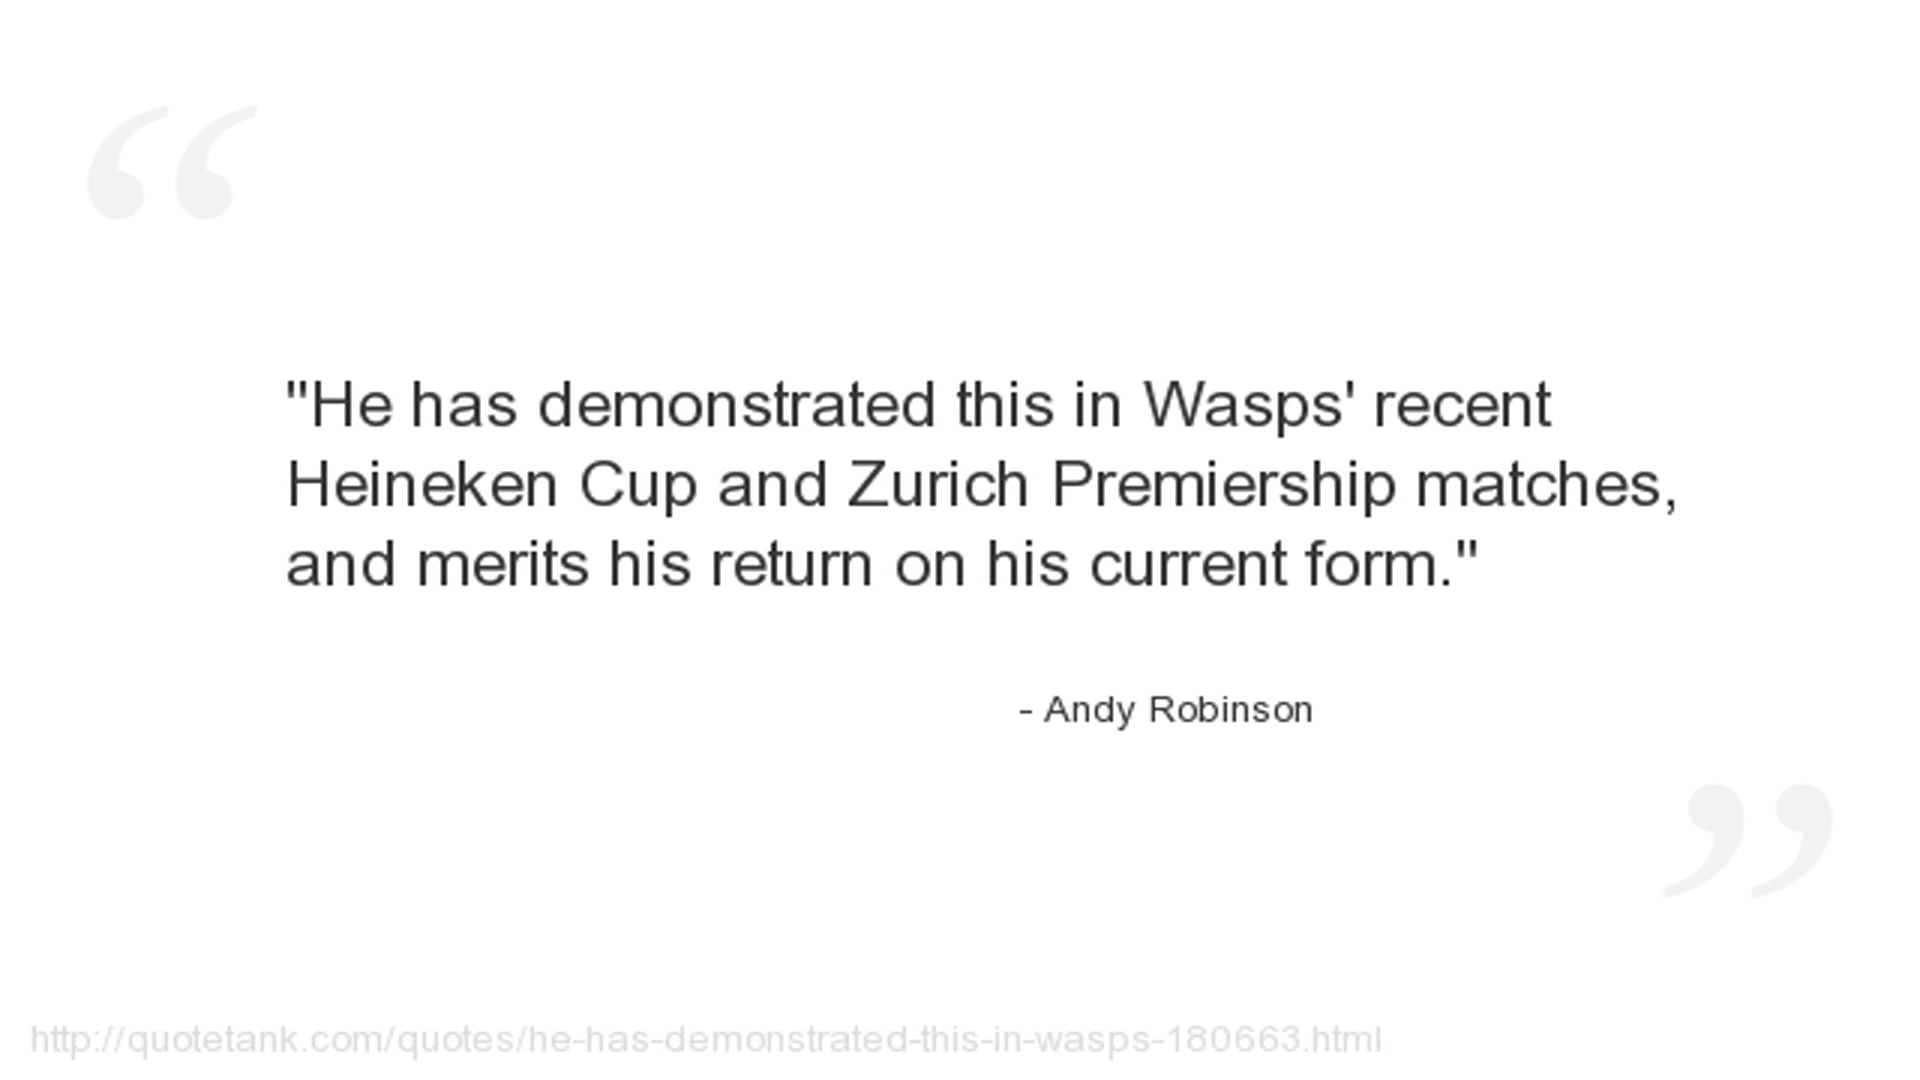 "He has demonstrated this in Wasps' recent
Heineken Cup and Zurich Premiership matches,
and merits his return on his current form."
- Andy Robinson
http://quotetank.com/quotes/he-has-demonstrated-this-in-wasps-180663.html